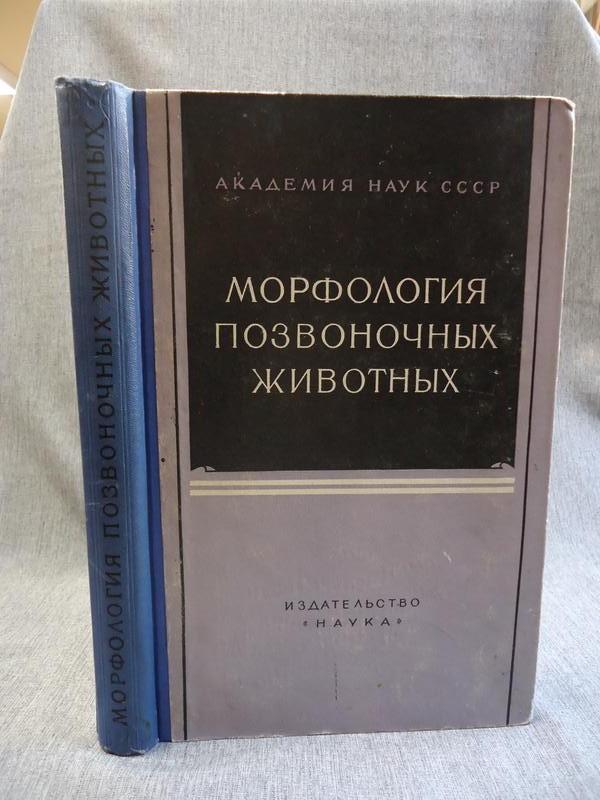 МОРФОЛОГИЯ ПОЗВОНОЧНЫХ ЖИВОТНЫХ
АКАДЕМИЯ НАУК СССР
МОРФОЛОГИЯ
ПОЗВОНОЧНЫХ
ЖИВОТНЫХ
ИЗДАТЕЛЬСТВО
«НАУКА»